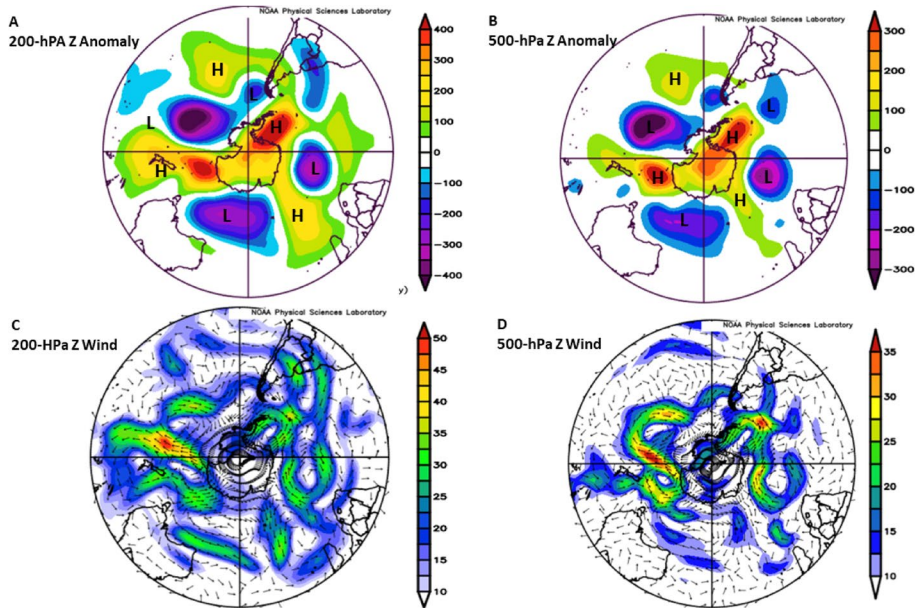 NOAA Physical Sciences Laboratory
A
200-hPA Z Anomaly
H
L
L
H
H
L
L
H
y)
400
300
200
100
0
-100
-200
-300
-400
NOAA Physical Sciences Laboratory
B
500-hPa Z Anomaly
H
L
L
H
H
L
H
L
300
200
100
0
-100
-200
-300
NOAA Physical Sciences Laboratory
C
200-HPa Z Wind
50
45
40
35
30
25
20
15
10
NOAA Physical Sciences Laboratory
D
500-hPa Z Wind
35
30
25
20
15
10